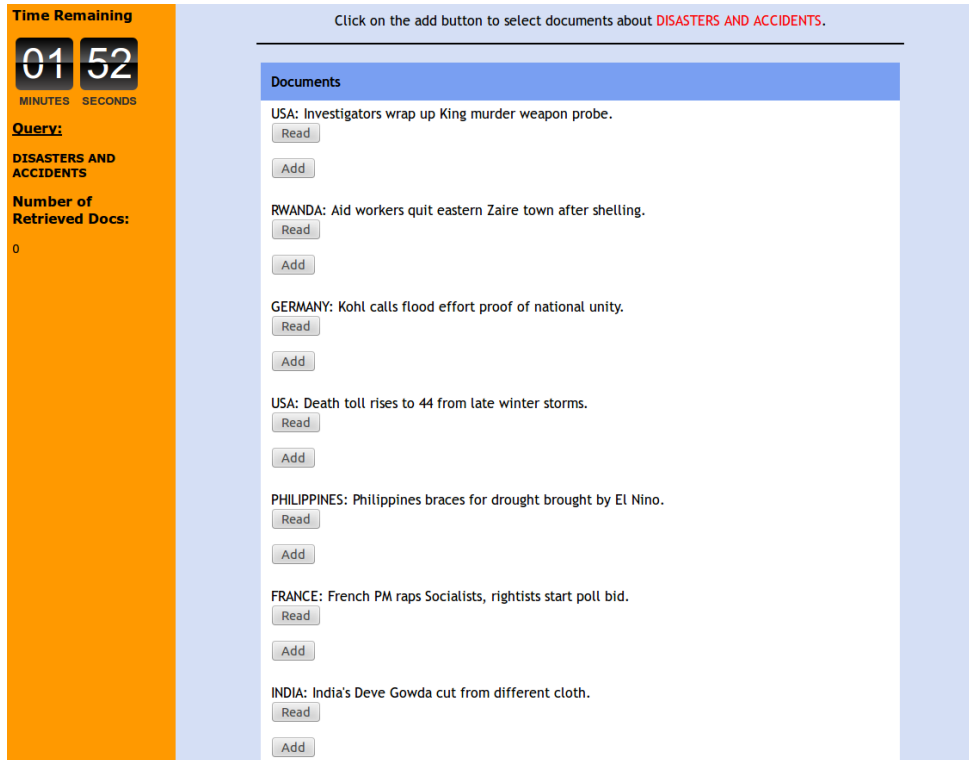 Time Remaining
01 52
MINUTES SECONDS
Query:
DISASTERS AND
ACCIDENTS
Number of
Retrieved Docs:
0
Click on the add button to select documents about DISASTERS AND ACCIDENTS.
Documents
USA: Investigators wrap up King murder weapon probe.
Read
Add
RWANDA: Aid workers quit eastern Zaire town after shelling.
Read
Add
GERMANY: Kohl calls flood effort proof of national unity.
Read
Add
USA: Death toll rises to 44 from late winter storms.
Read
Add
PHILIPPINES: Philippines braces for drought brought by El Nino.
Read
Add
FRANCE: French PM raps Socialists, rightists start poll bid.
Read
Add
INDIA: India's Deve Gowda cut from different cloth.
Read
Add